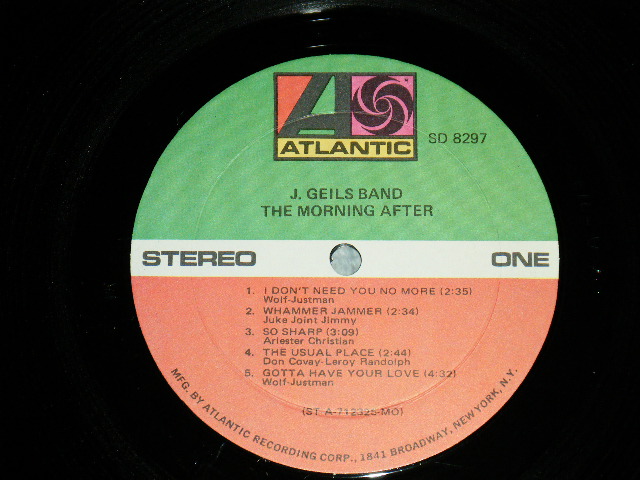 ATLANTIC
SD 8297
J. GEILS BAND
THE MORNING AFTER
STEREO ONE
1. I DON'T NEED YOU NO MORE (2:35)
Wolf-Justman
2. WHAMMER JAMMER (2:34)
Juke Joint Jimmy
3. SO SHARP (3:09)
Arlester Christian
4. THE USUAL PLACE (2:44)
Don Covay-Leroy Randolph
5. GOTTA HAVE YOUR LOVE (4:32)
Wolf-Justman
(ST A-712325-MO)
MFG. BY ATLANTIC RECORDING CORP., 1841 BROADWAY, NEW YORK, N.Y.